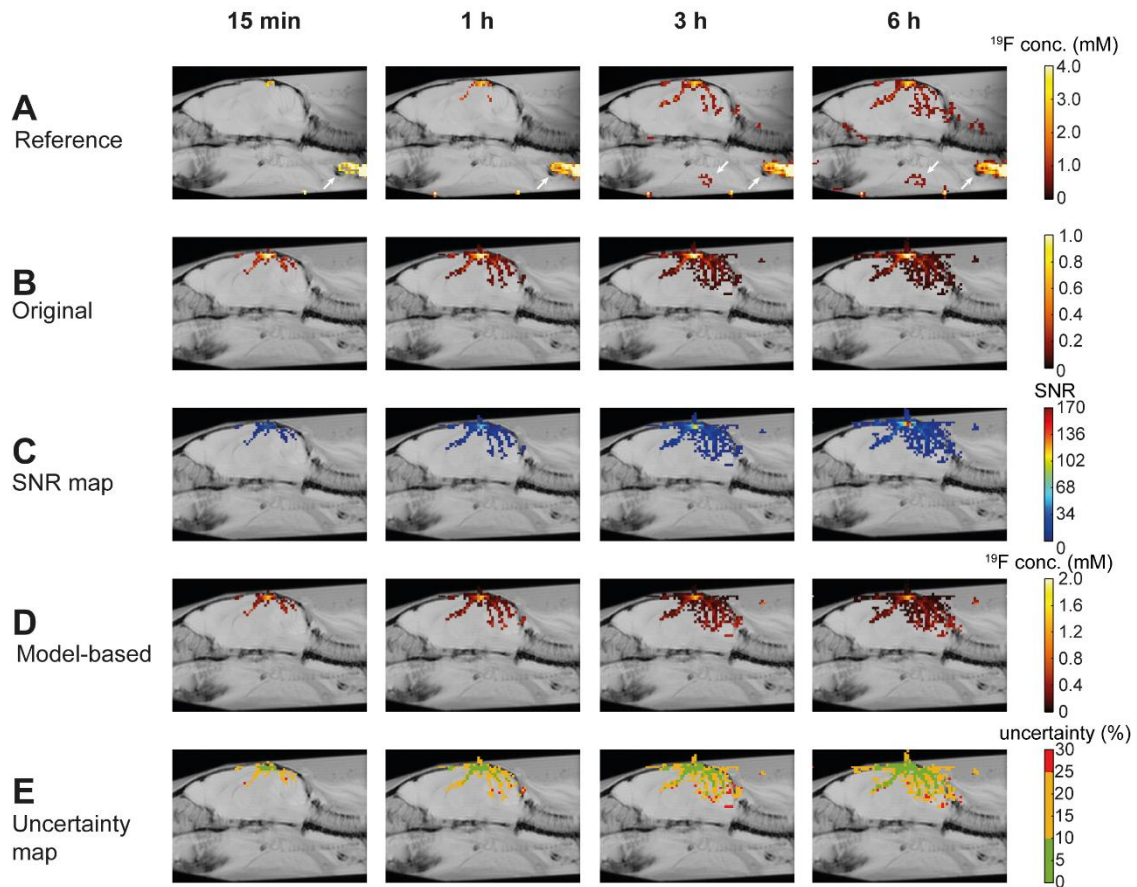 15 min 1 h 3 h 6 h
¹⁹F conc. (mM)
A
Reference
4.0
3.0
2.0
1.0
0
B
Original
1.0
0.8
0.6
0.4
0.2
0
SNR
C
SNR map
170
136
102
68
34
0
¹⁹F conc. (mM)
D
Model-based
2.0
1.6
1.2
0.8
0.4
0
uncertainty (%)
E
Uncertainty
map
30
25
20
15
10
5
0